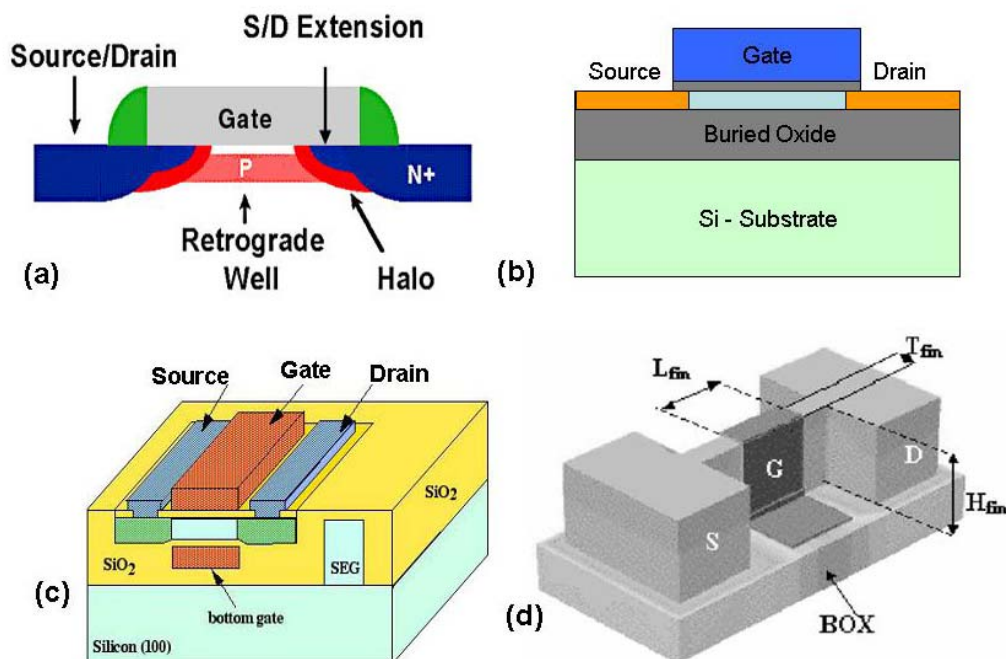 Source/Drain
S/D Extension
Gate
P
N+
Retrograde
Well
Halo
(a)
Source
Gate
Drain
Buried Oxide
Si - Substrate
(b)
Source
Gate
Drain
SiO2
SiO2
SEG
bottom gate
Silicon (100)
(c)
Tfin
Lfin
G
D
Hfin
S
BOX
(d)